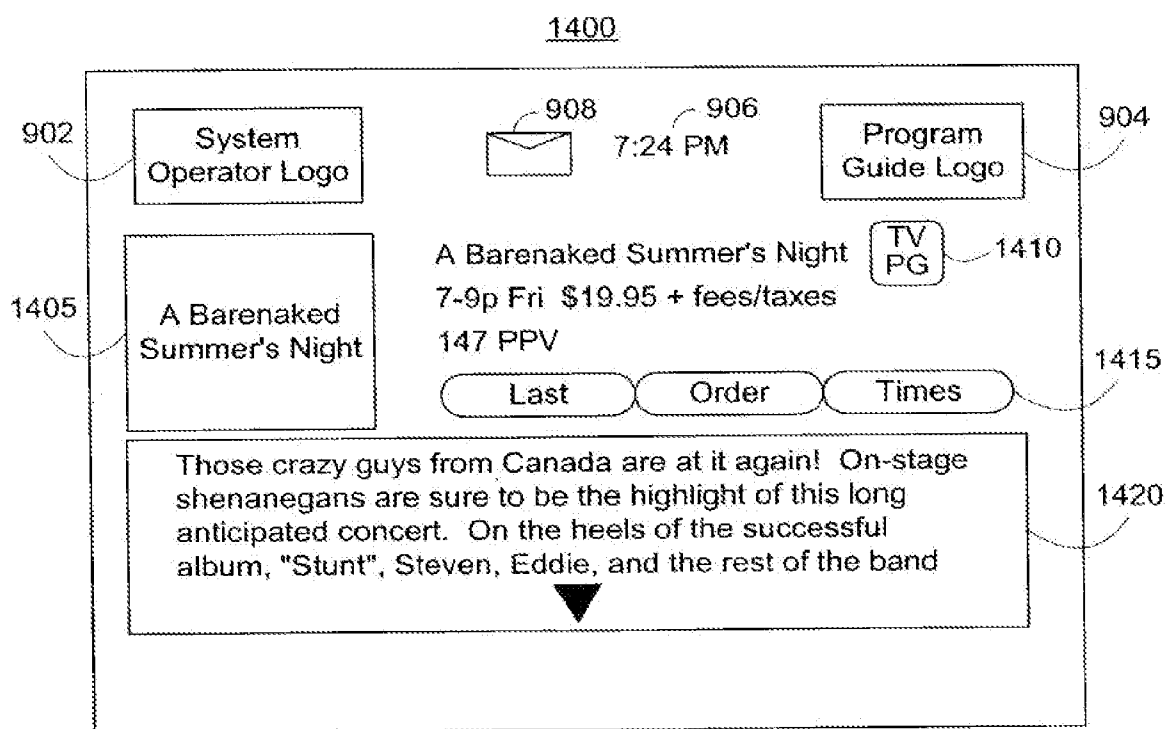 1400
902
System
Operator Logo
908
906
7:24 PM
Program
Guide Logo
904
1405
A Barenaked
Summer's Night
A Barenaked Summer's Night
TV
PG
1410
7-9p Fri $19.95 + fees/taxes
147 PPV
Last
Order
Times
1415
Those crazy guys from Canada are at it again! On-stage
shenanegans are sure to be the highlight of this long
anticipated concert. On the heels of the successful
album, "Stunt", Steven, Eddie, and the rest of the band
1420